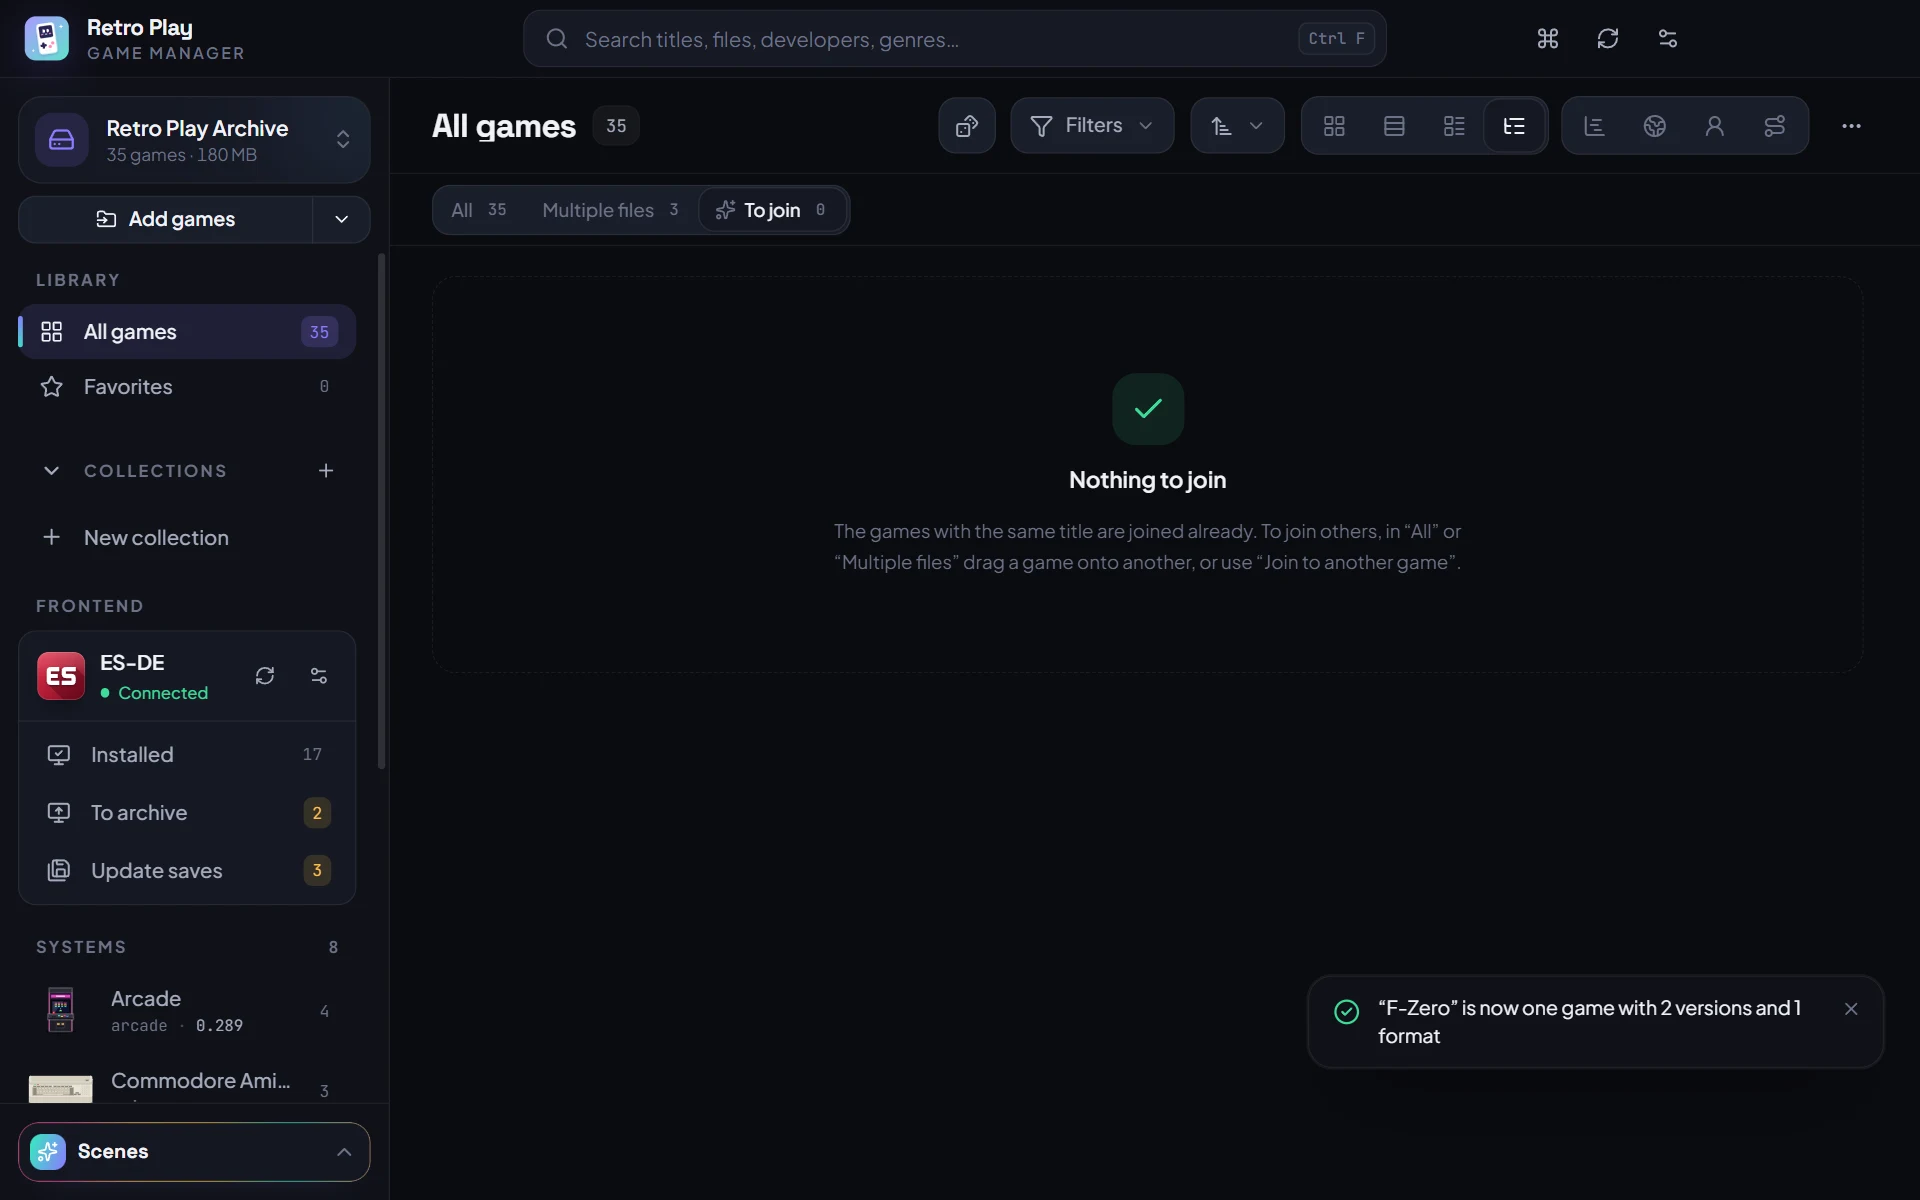 Retro Play
GAME MANAGER
Search titles, files, developers, genres...
Ctrl F
Retro Play Archive
35 games · 180 MB
Add games
LIBRARY
All games 35
Favorites 0
COLLECTIONS
New collection
FRONTEND
ES
ES-DE
Connected
Installed 17
To archive 2
Update saves 3
SYSTEMS 8
Arcade
arcade · 0.289
4
Commodore Ami...
3
Scenes
All games 35
Filters
All 35
Multiple files 3
To join 0
Nothing to join
The games with the same title are joined already. To join others, in “All” or
“Multiple files” drag a game onto another, or use “Join to another game”.
“F-Zero” is now one game with 2 versions and 1
format